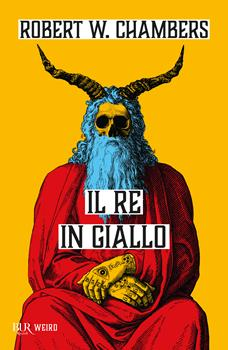 ROBERT W. CHAMBERS
IL RE
IN GIALLO
BUR WEIRD